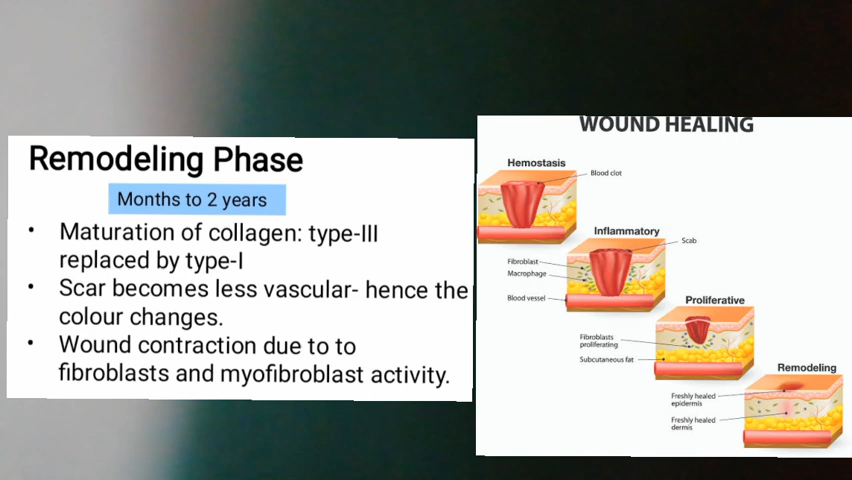 Remodeling Phase
Months to 2 years
• Maturation of collagen: type-III
replaced by type-I
• Scar becomes less vascular- hence the
colour changes.
• Wound contraction due to to
fibroblasts and myofibroblast activity.
WOUND HEALING
Hemostasis
Blood clot
Inflammatory
Scab
Fibroblast
Macrophage
Blood vessel
Proliferative
Fibroblasts
proliferating
Subcutaneous fat
Remodeling
Freshly healed
epidermis
Freshly healed
dermis